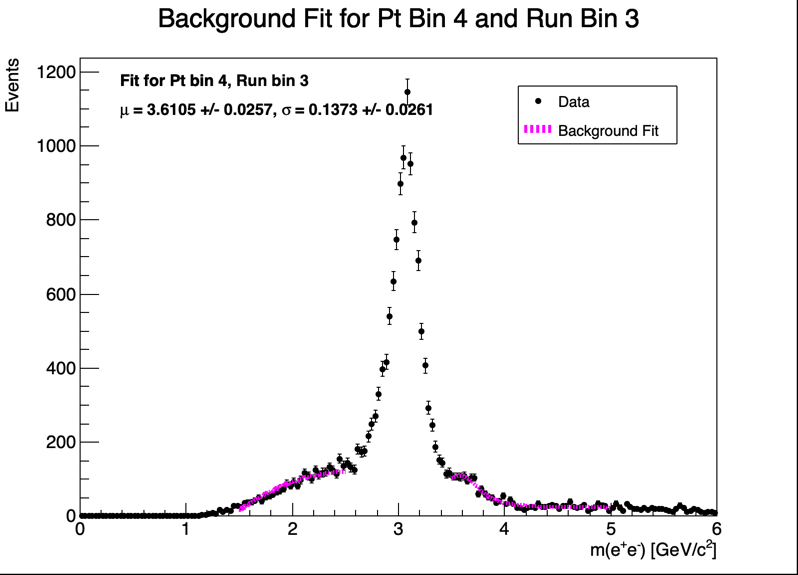 Background Fit for Pt Bin 4 and Run Bin 3
Events
Fit for Pt bin 4, Run bin 3
μ = 3.6105 +/- 0.0257, σ = 0.1373 +/- 0.0261
Data
Background Fit
1200
1000
800
600
400
200
0
0 1 2 3 4 5 6
m(e⁺e⁻) [GeV/c²]